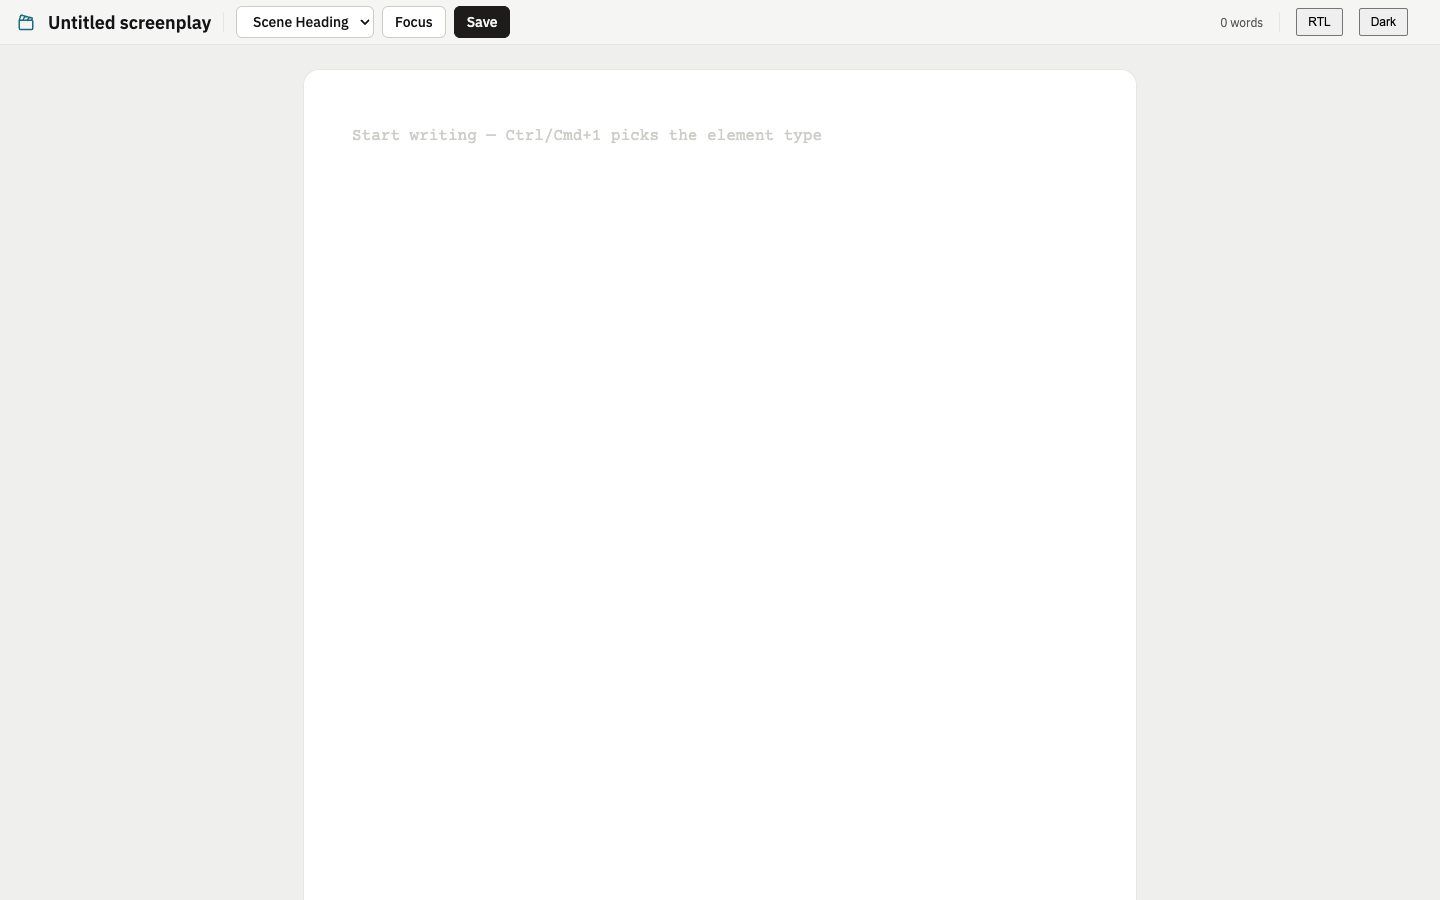 Untitled screenplay
Scene Heading
Focus
Save
0 words
RTL
Dark
Start writing — Ctrl/Cmd+1 picks the element type